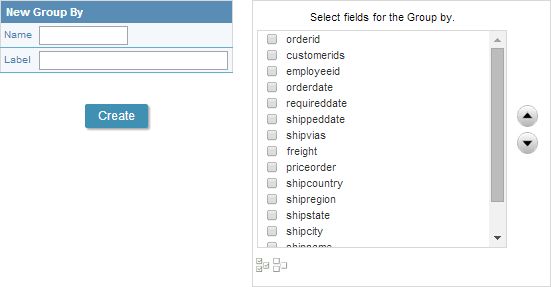 New Group By
Name
Label
Create
Select fields for the Group by.
orderid
customerids
employeeid
orderdate
requireddate
shippeddate
shipvias
freight
priceorder
shipcountry
shipregion
shipstate
shipcity
shipname